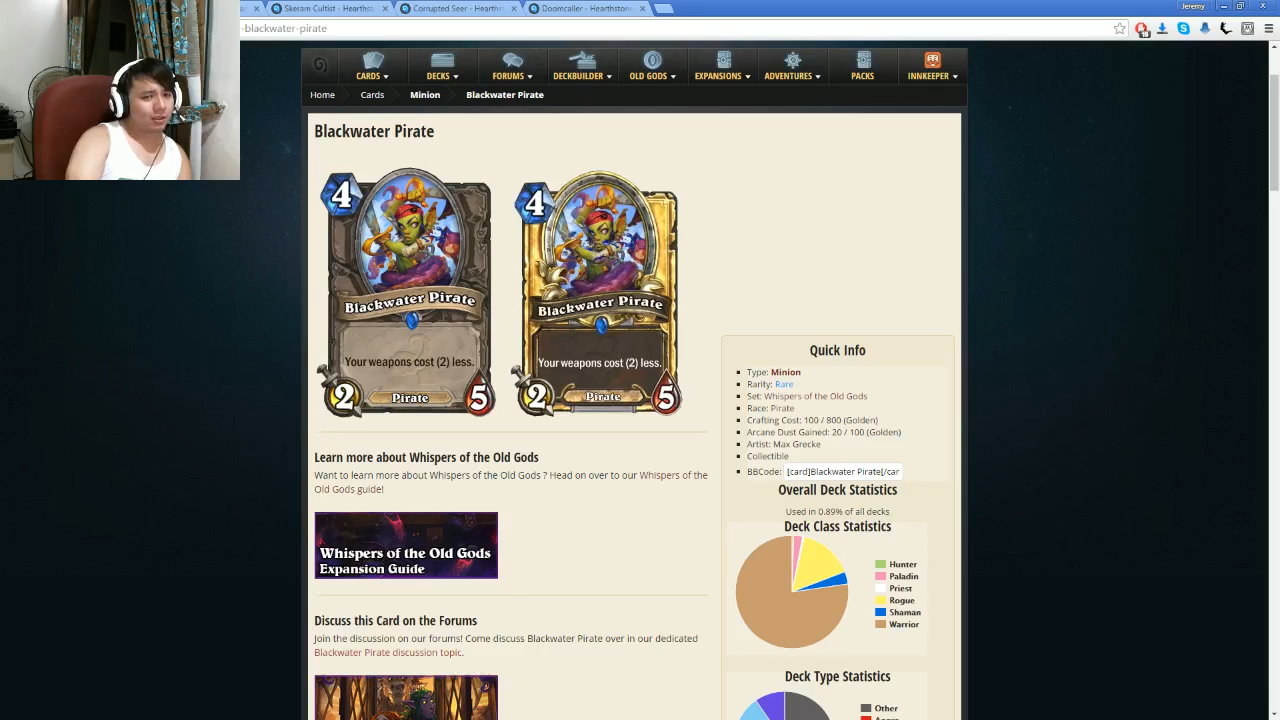 Skeram Cultist - Hearthst
Corrupted Seer - Hearths
Doomcaller - Hearthstone
Jeremy
-blackwater-pirate
CARDS
DECKS
FORUMS
DECKBUILDER
OLD GODS
EXPANSIONS
ADVENTURES
PACKS
INNKEEPER
Home
Cards
Minion
Blackwater Pirate
Blackwater Pirate
4
Blackwater Pirate
Your weapons cost (2) less.
2
Pirate
5
4
Blackwater Pirate
Your weapons cost (2) less.
2
Pirate
5
Learn more about Whispers of the Old Gods
Want to learn more about Whispers of the Old Gods ? Head on over to our Whispers of the
Old Gods guide!
Whispers of the Old Gods
Expansion Guide
Discuss this Card on the Forums
Join the discussion on our forums! Come discuss Blackwater Pirate over in our dedicated
Blackwater Pirate discussion topic.
Quick Info
Type: Minion
Rarity: Rare
Set: Whispers of the Old Gods
Race: Pirate
Crafting Cost: 100 / 800 (Golden)
Arcane Dust Gained: 20 / 100 (Golden)
Artist: Max Grecke
Collectible
BBCode: [card]Blackwater Pirate[/car
Overall Deck Statistics
Used in 0.89% of all decks
Deck Class Statistics
Hunter
Paladin
Priest
Rogue
Shaman
Warrior
Deck Type Statistics
Other